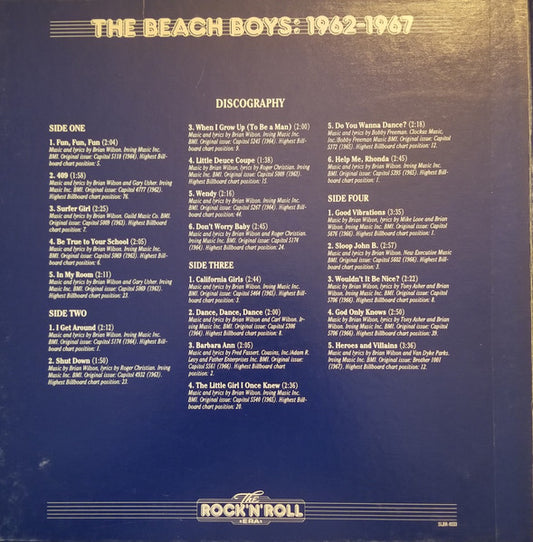 THE BEACH BOYS: 1962-1967
DISCOGRAPHY
SIDE ONE
1. Fun, Fun, Fun (2:04)
Music and lyrics by Brian Wilson. Irving Music Inc.
BMI. Original issue: Capitol 5118 (1964). Highest Bill-
board chart position: 5.
2. 409 (1:58)
Music and lyrics by Brian Wilson and Gary Usher. Irving
Music Inc. BMI. Original issue: Capitol 4777 (1962).
Highest Billboard chart position: 76.
3. Surfer Girl (2:25)
Music and lyrics by Brian Wilson. Guild Music Co. BMI.
Original issue: Capitol 5009 (1963). Highest Billboard
chart position: 7.
4. Be True to Your School (2:05)
Music and lyrics by Brian Wilson. Irving Music Inc.
BMI. Original issue: Capitol 5069 (1963). Highest Bill-
board chart position: 6.
5. In My Room (2:11)
Music and lyrics by Brian Wilson and Gary Usher. Irving
Music Inc. BMI. Original issue: Capitol 5069 (1963).
Highest Billboard chart position: 23.
SIDE TWO
1. I Get Around (2:12)
Music and lyrics by Brian Wilson. Irving Music Inc.
BMI. Original issue: Capitol 5174 (1964). Highest Bill-
board chart position: 1.
2. Shut Down (1:50)
Music and lyrics by Brian Wilson, lyrics by Roger Christian. Irving
Music Inc. BMI. Original issue: Capitol 4932 (1963).
Highest Billboard chart position: 23.
3. When I Grow Up (To Be a Man) (2:00)
Music and lyrics by Brian Wilson. Irving Music Inc.
BMI. Original issue: Capitol 5245 (1964). Highest Bill-
board chart position: 9.
4. Little Deuce Coupe (1:38)
Music by Brian Wilson, lyrics by Roger Christian. Irving
Music Inc. BMI. Original issue: Capitol 5009 (1963).
Highest Billboard chart position: 15.
5. Wendy (2:16)
Music and lyrics by Brian Wilson. Irving Music Inc.
BMI. Original issue: Capitol 5267 (1964). Highest Bill-
board chart position: 44.
6. Don't Worry Baby (2:45)
Music and lyrics by Brian Wilson and Roger Christian.
Irving Music Inc. BMI. Original issue: Capitol 5174
(1964). Highest Billboard chart position: 24.
SIDE THREE
1. California Girls (2:44)
Music and lyrics by Brian Wilson. Irving Music Inc.
BMI. Original issue: Capitol 5464 (1965). Highest Bill-
board chart position: 3.
2. Dance, Dance, Dance (2:00)
Music and lyrics by Brian Wilson and Carl Wilson. Ir-
ving Music Inc. BMI. Original issue: Capitol 5306
(1964). Highest Billboard chart position: 8.
3. Barbara Ann (2:05)
Music and lyrics by Fred Fassert. Cousins, Inc./Adam R.
Levy and Father Enterprises Inc. BMI. Original issue:
Capitol 5561 (1966). Highest Billboard chart position:
2.
4. The Little Girl I Once Knew (2:36)
Music and lyrics by Brian Wilson. Irving Music Inc.
BMI. Original issue: Capitol 5540 (1965). Highest Bill-
board chart position: 20.
5. Do You Wanna Dance? (2:18)
Music and lyrics by Bobby Freeman. Clockus Music,
Inc./Bobby Freeman Music BMI. Original issue: Capitol
5372 (1965). Highest Billboard chart position: 12.
6. Help Me, Rhonda (2:45)
Music and lyrics by Brian Wilson. Irving Music Inc.
BMI. Original issue: Capitol 5395 (1965). Highest Bill-
board chart position: 1.
SIDE FOUR
1. Good Vibrations (3:35)
Music by Brian Wilson, lyrics by Mike Love and Brian
Wilson. Irving Music Inc. BMI. Original issue: Capitol
5676 (1966). Highest Billboard chart position: 1.
2. Sloop John B. (2:57)
Music and lyrics by Brian Wilson. New Executive Music
BMI. Original issue: Capitol 5602 (1966). Highest Bill-
board chart position: 3.
3. Wouldn't It Be Nice? (2:22)
Music by Brian Wilson, lyrics by Tony Asher and Brian
Wilson. Irving Music Inc. BMI. Original issue: Capitol
5706 (1966). Highest Billboard chart position: 8.
4. God Only Knows (2:50)
Music by Brian Wilson, lyrics by Tony Asher and Brian
Wilson. Irving Music Inc. BMI. Original issue: Capitol
5706 (1966). Highest Billboard chart position: 39.
5. Heroes and Villains (3:36)
Music and lyrics by Brian Wilson and Van Dyke Parks.
Irving Music Inc. BMI. Original issue: Brother 1001
(1967). Highest Billboard chart position: 12.
The
ROCK'N'ROLL
ERA